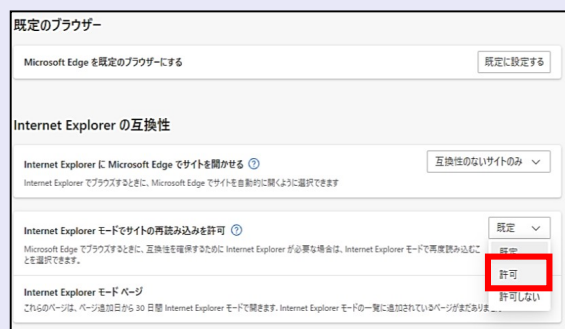 既定のブラウザー
Microsoft Edge を既定のブラウザーにする
既定に設定する
Internet Explorer の互換性
Internet Explorer に Microsoft Edge でサイトを開かせる ?
互換性のないサイトのみ
Internet Explorer でブラウズするときに、Microsoft Edge でサイトを自動的に開くように選択できます
Internet Explorer モードでサイトの再読み込みを許可 ?
既定
Microsoft Edge でブラウズするときに、互換性を確保するために Internet Explorer が必要な場合は、Internet Explorer モードで再度読み込むこ
とを選択できます。
既定
許可
許可しない
Internet Explorer モード ページ
これらのページは、ページ追加日から 30 日間 Internet Explorer モードで開きます. Internet Explorer モードの一覧に追加されているページがまだありま